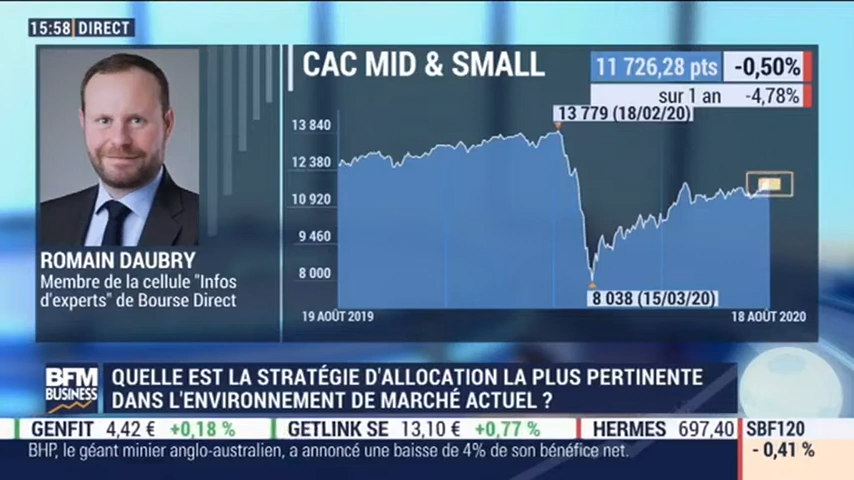 15:58 DIRECT
CAC MID & SMALL
11 726,28 pts -0,50%
sur 1 an -4,78%
13 779 (18/02/20)
13 840
12 380
10 920
9 460
8 000
8 038 (15/03/20)
19 AOÛT 2019
18 AOÛT 2020
ROMAIN DAUBRY
Membre de la cellule "Infos
d'experts" de Bourse Direct
BFM
BUSINESS
QUELLE EST LA STRATÉGIE D'ALLOCATION LA PLUS PERTINENTE
DANS L'ENVIRONNEMENT DE MARCHÉ ACTUEL ?
GENFIT 4,42 € +0,18 % GETLINK SE 13,10 € +0,77 % HERMES 697,40
SBF120
- 0,41 %
BHP, le géant minier anglo-australien, a annoncé une baisse de 4% de son bénéfice net.